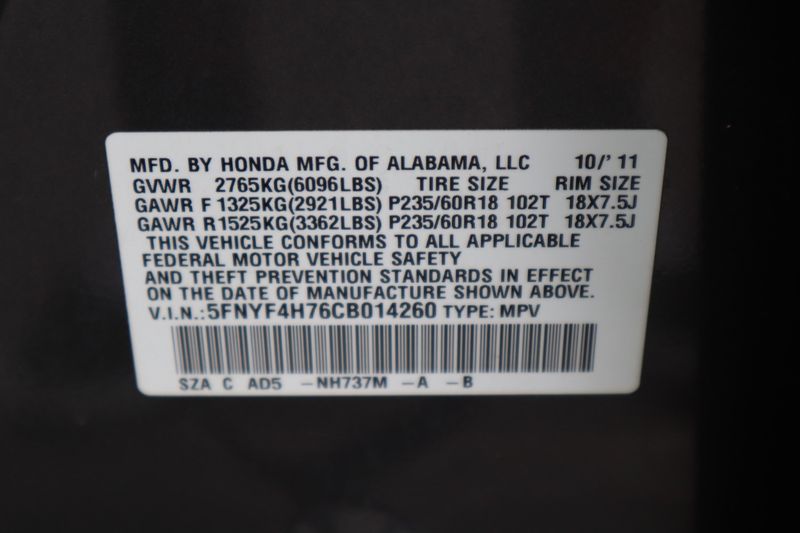 MFD. BY HONDA MFG. OF ALABAMA, LLC 10/'11
GVWR 2765KG(6096LBS) TIRE SIZE RIM SIZE
GAWR F 1325KG(2921LBS) P235/60R18 102T 18X7.5J
GAWR R 1525KG(3362LBS) P235/60R18 102T 18X7.5J
THIS VEHICLE CONFORMS TO ALL APPLICABLE
FEDERAL MOTOR VEHICLE SAFETY
AND THEFT PREVENTION STANDARDS IN EFFECT
ON THE DATE OF MANUFACTURE SHOWN ABOVE.
V.I.N.:5FNYF4H76CB014260 TYPE: MPV
SZA C AD5 -NH737M -A -B